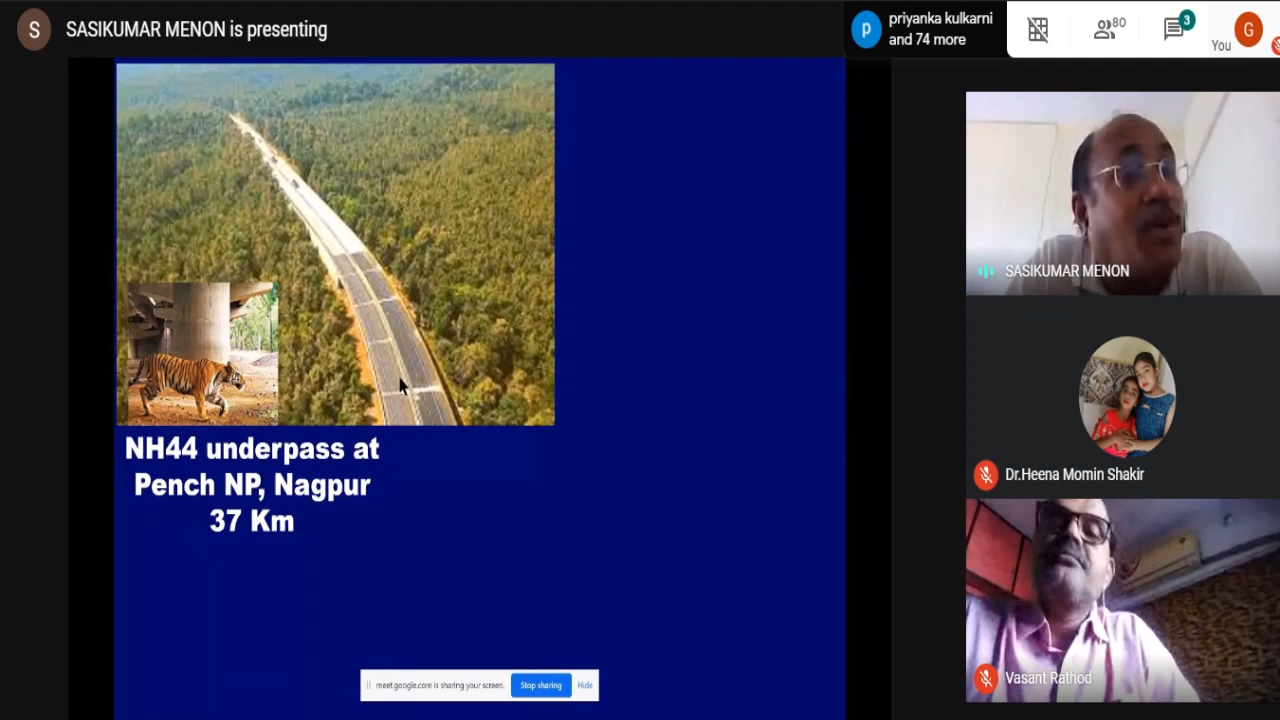 S
SASIKUMAR MENON is presenting
p
priyanka kulkarni
and 74 more
80
3
You
G
NH44 underpass at
Pench NP, Nagpur
37 Km
meet.google.com is sharing your screen.
Stop sharing
Hide
SASIKUMAR MENON
Dr.Heena Momin Shakir
Vasant Rathod